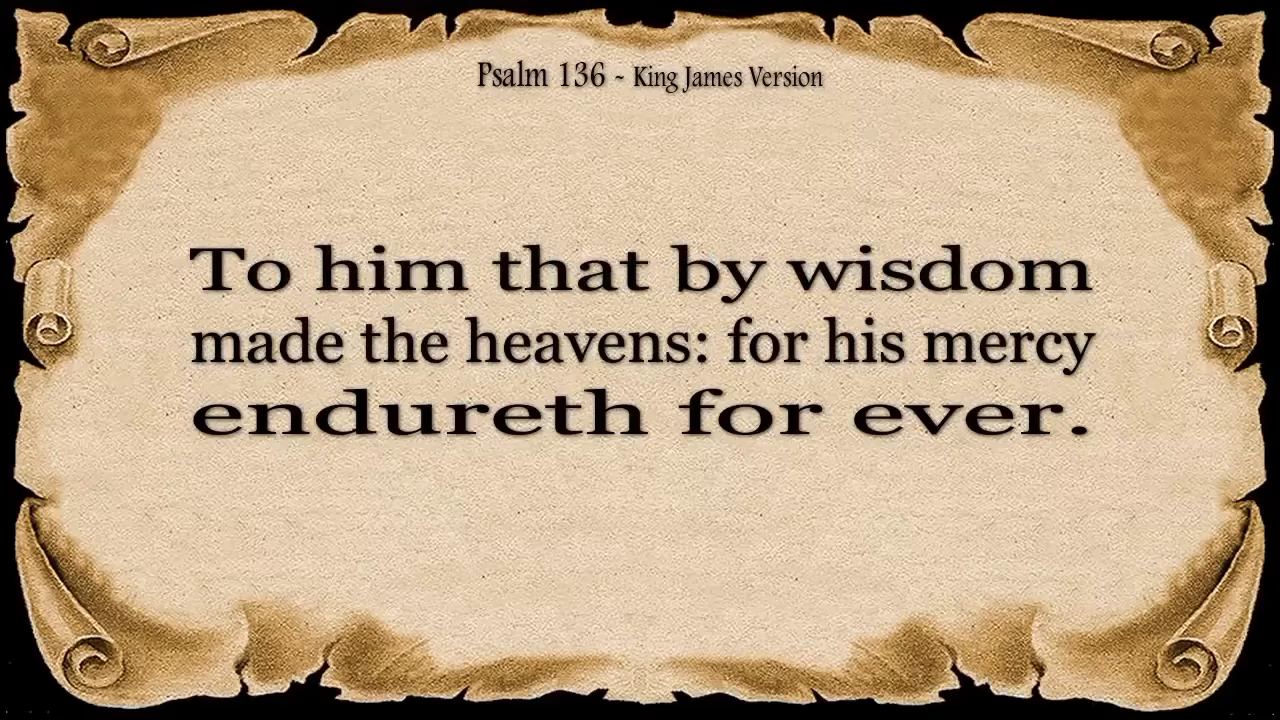 Psalm 136 - King James Version
To him that by wisdom
made the heavens: for his mercy
endureth for ever.